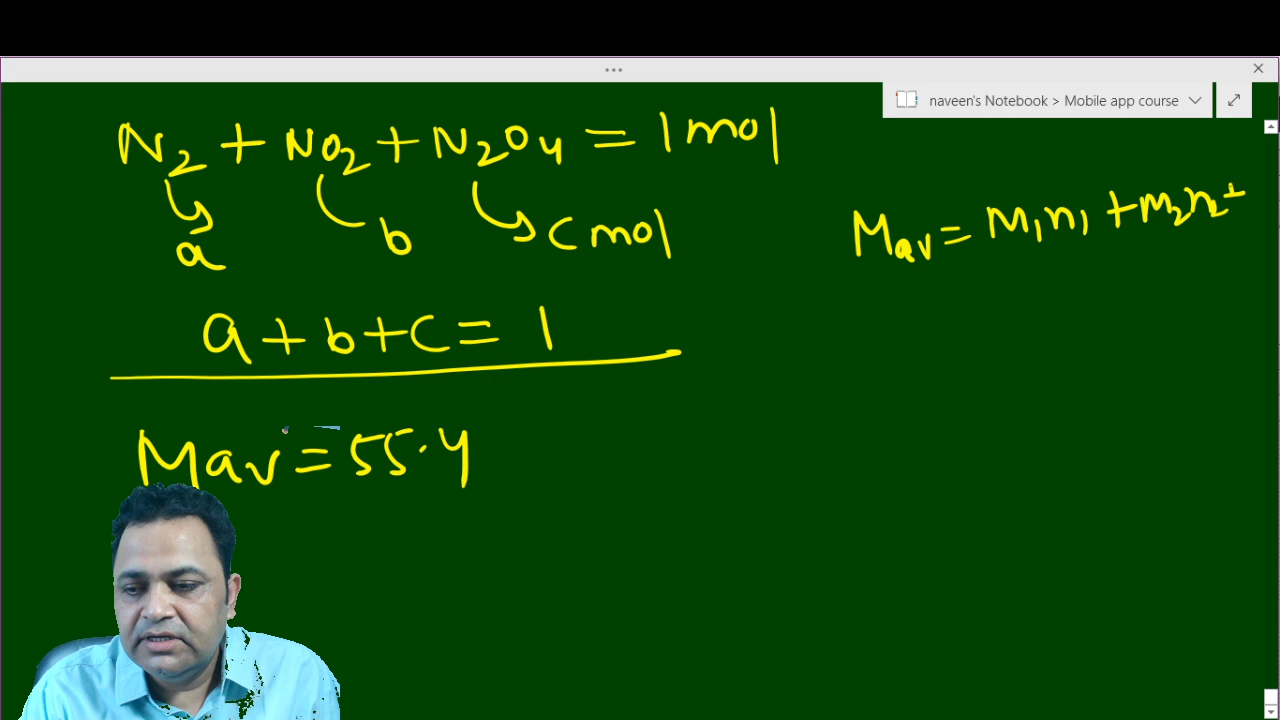 naveen's Notebook > Mobile app course
N₂ + NO₂ + N₂O₄ = 1 mol
a b c mol
Mav = M₁n₁ + M₂n₂ +
a + b + c = 1
Mav = 55.4